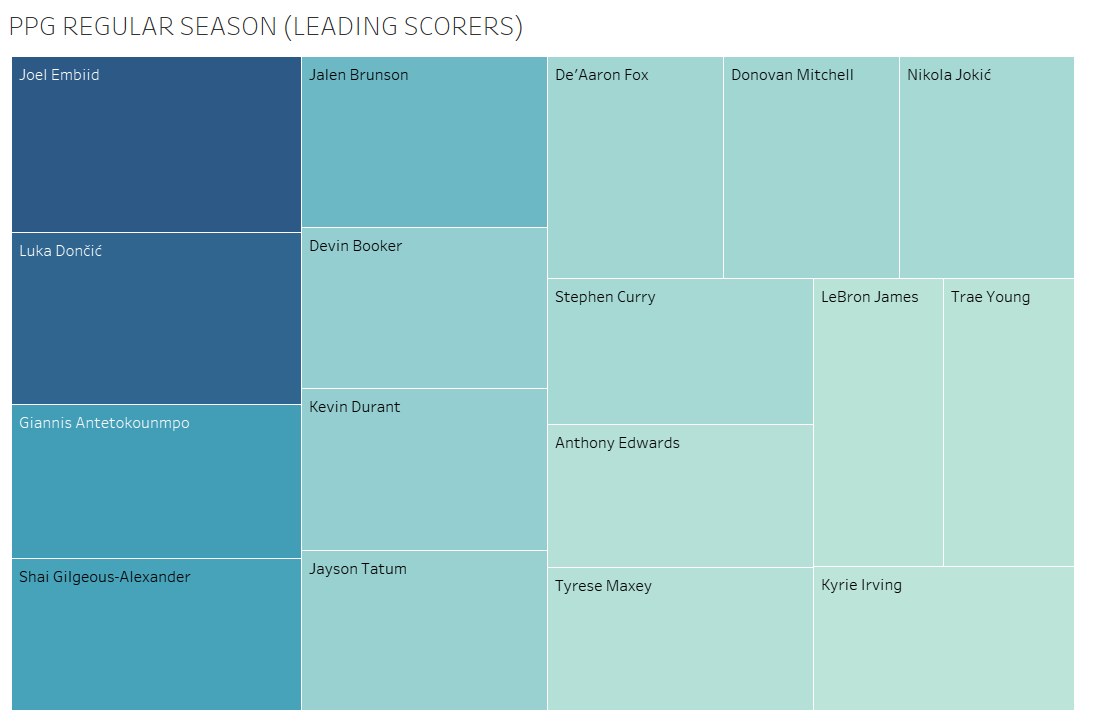 PPG REGULAR SEASON (LEADING SCORERS)
Joel Embiid
Luka Dončić
Giannis Antetokounmpo
Shai Gilgeous-Alexander
Jalen Brunson
Devin Booker
Kevin Durant
Jayson Tatum
De’Aaron Fox
Donovan Mitchell
Nikola Jokić
Stephen Curry
Anthony Edwards
Tyrese Maxey
LeBron James
Trae Young
Kyrie Irving